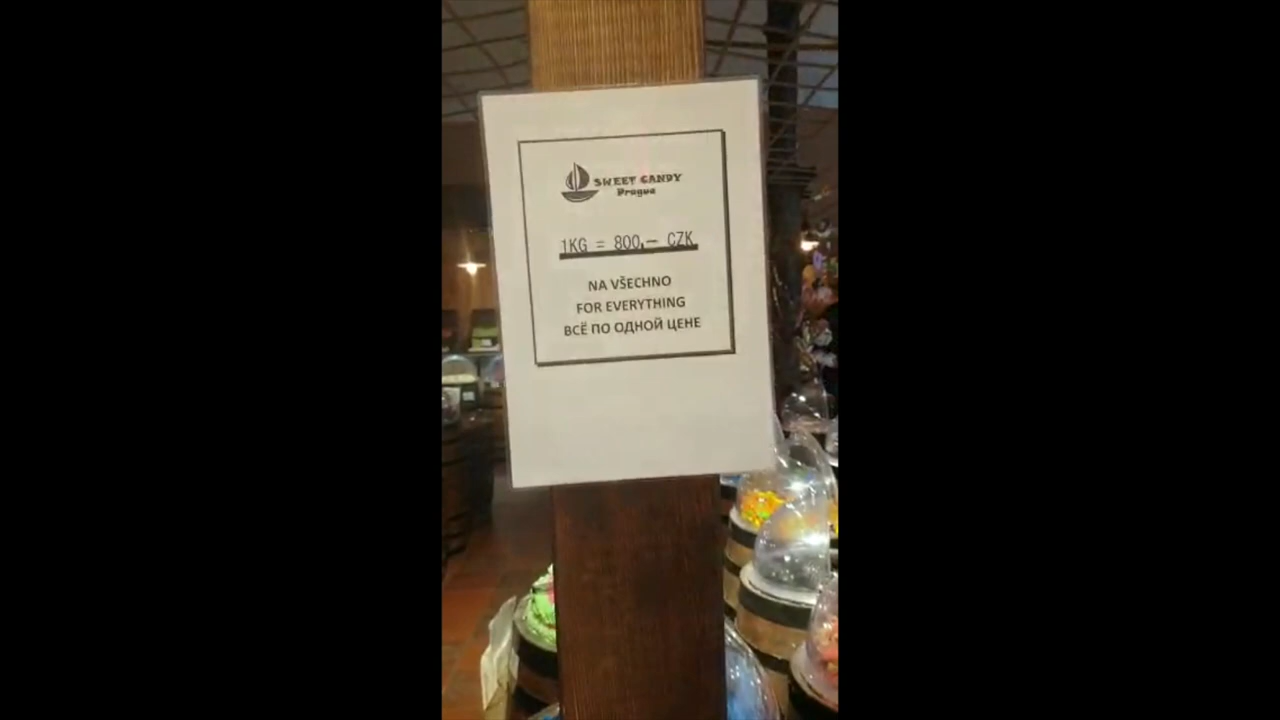 SWEET CANDY
Prague
1KG = 800,- CZK
NA VŠECHNO
FOR EVERYTHING
ВСЁ ПО ОДНОЙ ЦЕНЕ